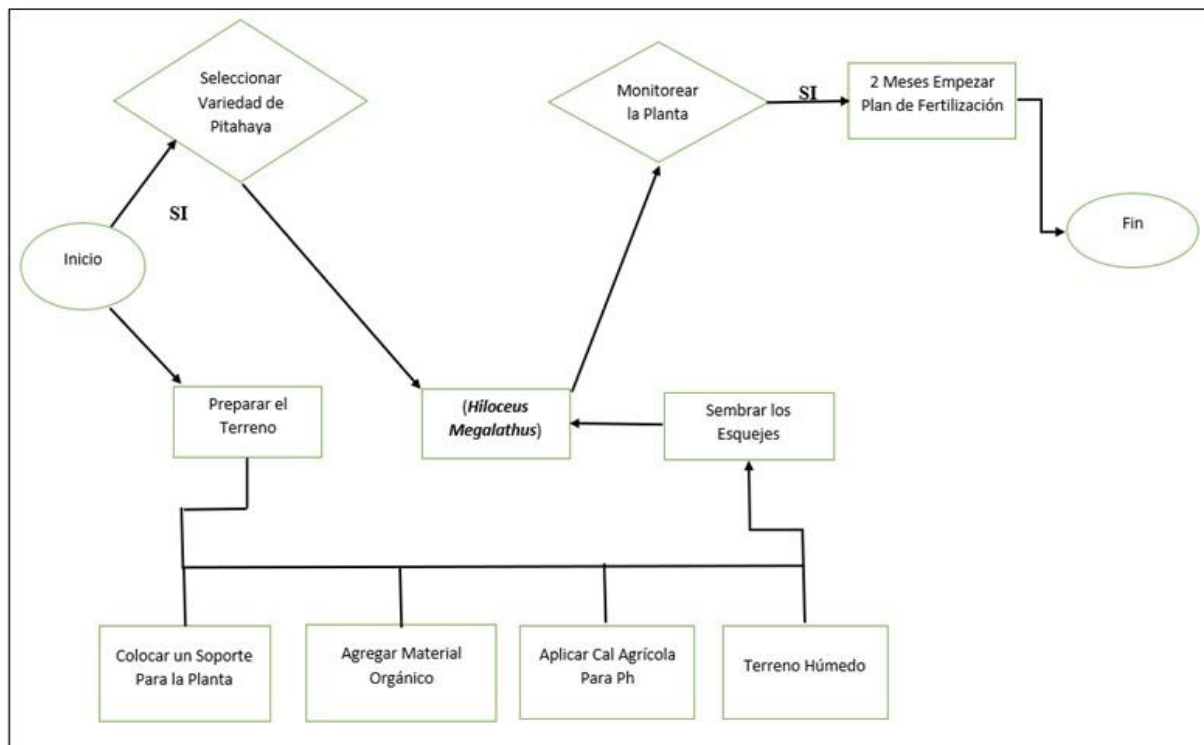 Seleccionar
Variedad de
Pitahaya
Monitorear
la Planta
SI
2 Meses Empezar
Plan de Fertilización
SI
Inicio
Fin
Preparar el
Terreno
(Hiloceus
Megalathus)
Sembrar los
Esquejes
Colocar un Soporte
Para la Planta
Agregar Material
Orgánico
Aplicar Cal Agrícola
Para Ph
Terreno Húmedo